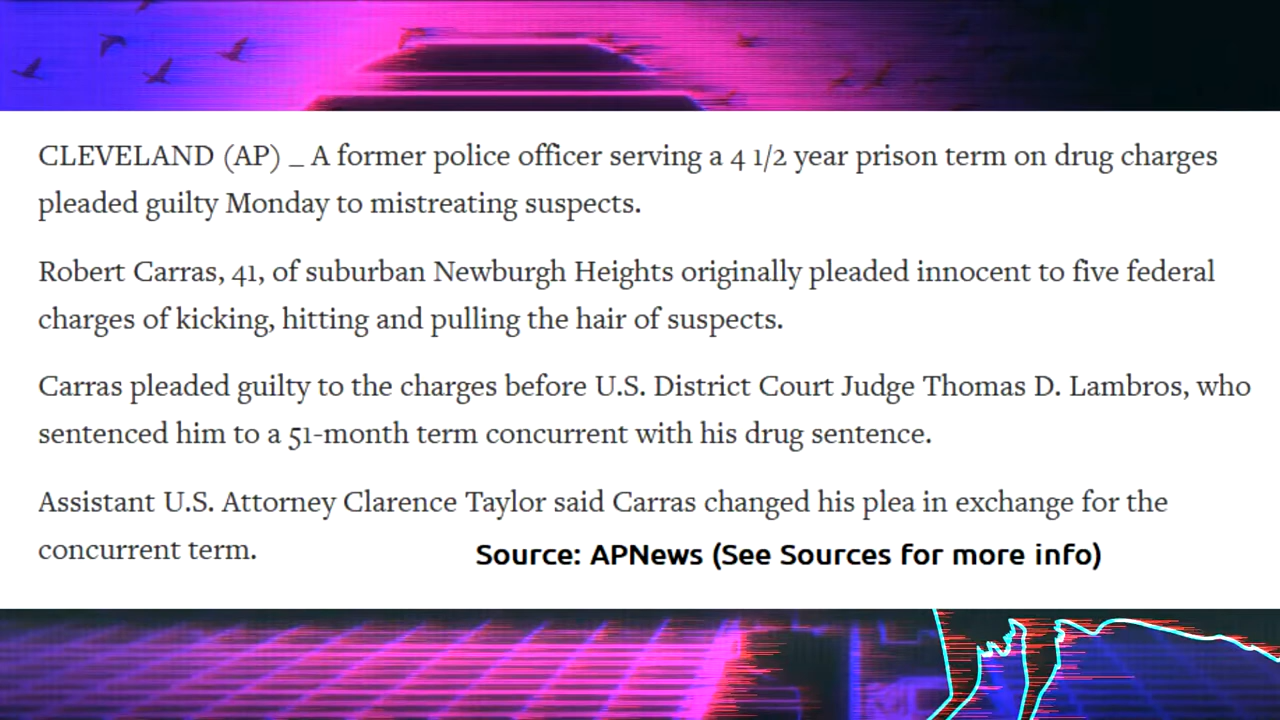 CLEVELAND (AP) _ A former police officer serving a 4 1/2 year prison term on drug charges
pleaded guilty Monday to mistreating suspects.
Robert Carras, 41, of suburban Newburgh Heights originally pleaded innocent to five federal
charges of kicking, hitting and pulling the hair of suspects.
Carras pleaded guilty to the charges before U.S. District Court Judge Thomas D. Lambros, who
sentenced him to a 51-month term concurrent with his drug sentence.
Assistant U.S. Attorney Clarence Taylor said Carras changed his plea in exchange for the
concurrent term.
Source: APNews (See Sources for more info)